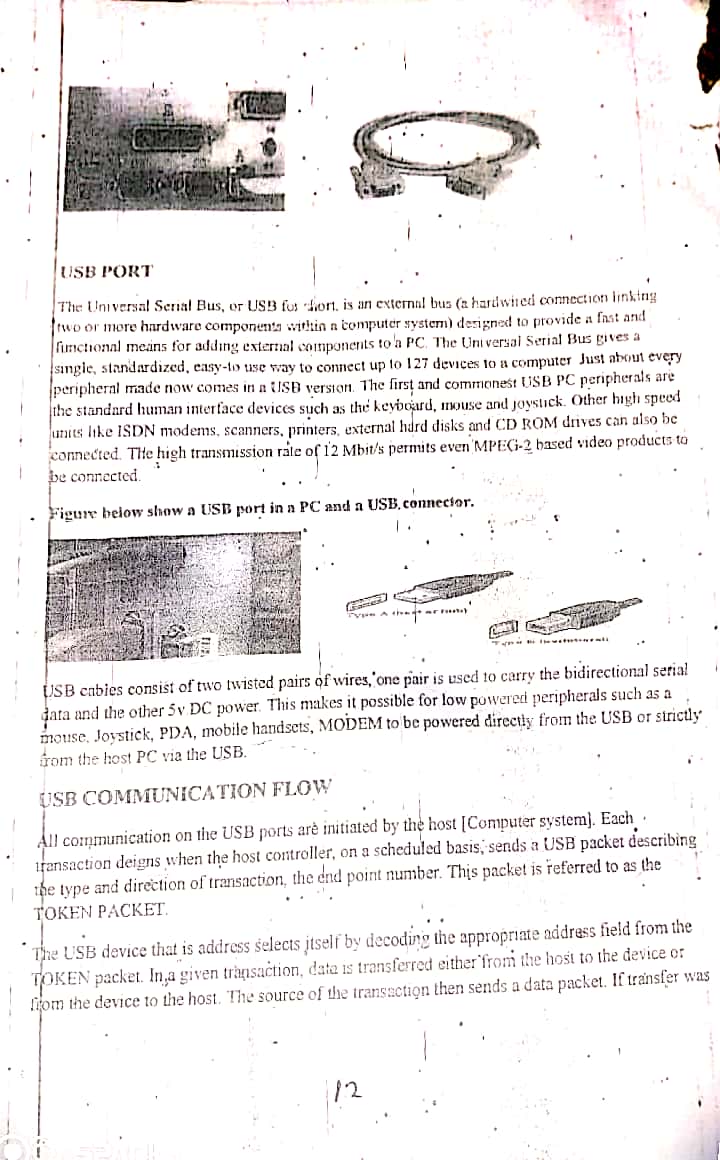 USB PORT
The Universal Serial Bus, or USB for short, is an external bus (a hardwired connection linking
two or more hardware components within a computer system) designed to provide a fast and
functional means for adding external components to a PC. The Universal Serial Bus gives a
single, standardized, easy-to use way to connect up to 127 devices to a computer Just about every
peripheral made now comes in a USB version. The first and commonest USB PC peripherals are
the standard human interface devices such as the keyboard, mouse and joystick. Other high speed
units like ISDN modems, scanners, printers, external hard disks and CD ROM drives can also be
connected. The high transmission rate of 12 Mbit/s permits even MPEG-2 based video products to
be connected.
Figure below show a USB port in a PC and a USB connector.
Type A
USB cables consist of two twisted pairs of wires, one pair is used to carry the bidirectional serial
data and the other 5v DC power. This makes it possible for low powered peripherals such as a
mouse, Joystick, PDA, mobile handsets, MODEM to be powered directly from the USB or strictly
from the host PC via the USB.
USB COMMUNICATION FLOW
All communication on the USB ports are initiated by the host [Computer system]. Each
transaction deigns when the host controller, on a scheduled basis, sends a USB packet describing
the type and direction of transaction, the end point number. This packet is referred to as the
TOKEN PACKET.
The USB device that is address selects itself by decoding the appropriate address field from the
TOKEN packet. In a given transaction, data is transferred either from the host to the device or
from the device to the host. The source of the transaction then sends a data packet. If transfer was
12